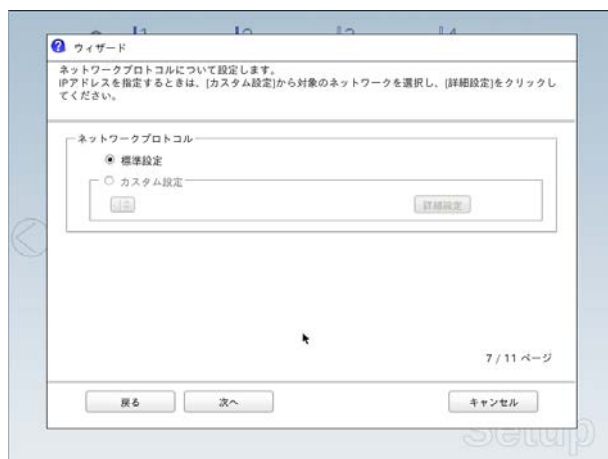 ウィザード
ネットワークプロトコルについて設定します。
IPアドレスを指定するときは、[カスタム設定]から対象のネットワークを選択し、[詳細設定]をクリックし
てください。
ネットワークプロトコル
標準設定
カスタム設定
詳細設定
7 / 11 ページ
戻る
次へ
キャンセル
Setup